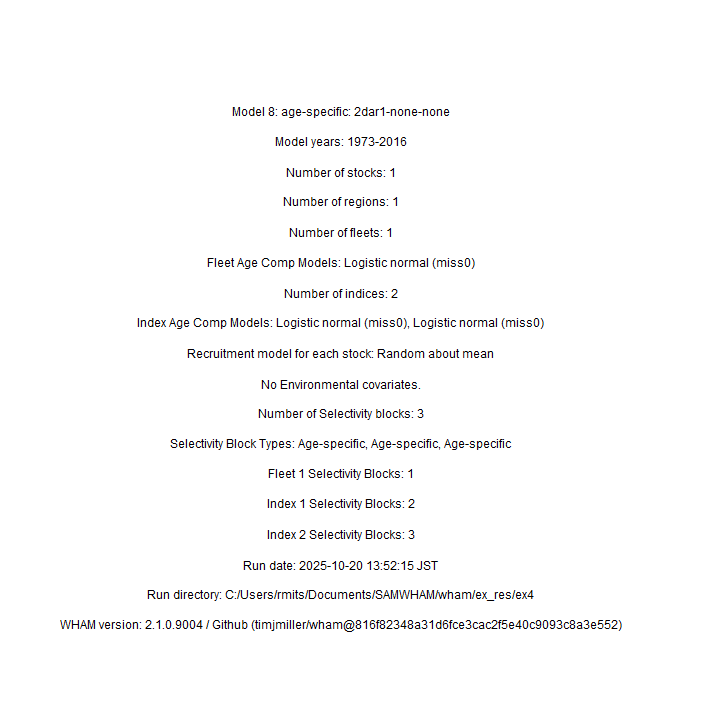 Model 8: age-specific: 2dar1-none-none
Model years: 1973-2016
Number of stocks: 1
Number of regions: 1
Number of fleets: 1
Fleet Age Comp Models: Logistic normal (miss0)
Number of indices: 2
Index Age Comp Models: Logistic normal (miss0), Logistic normal (miss0)
Recruitment model for each stock: Random about mean
No Environmental covariates.
Number of Selectivity blocks: 3
Selectivity Block Types: Age-specific, Age-specific, Age-specific
Fleet 1 Selectivity Blocks: 1
Index 1 Selectivity Blocks: 2
Index 2 Selectivity Blocks: 3
Run date: 2025-10-20 13:52:15 JST
Run directory: C:/Users/rmits/Documents/SAMWHAM/wham/ex_res/ex4
WHAM version: 2.1.0.9004 / Github (timjmiller/wham@816f82348a31d6fce3cac2f5e40c9093c8a3e552)